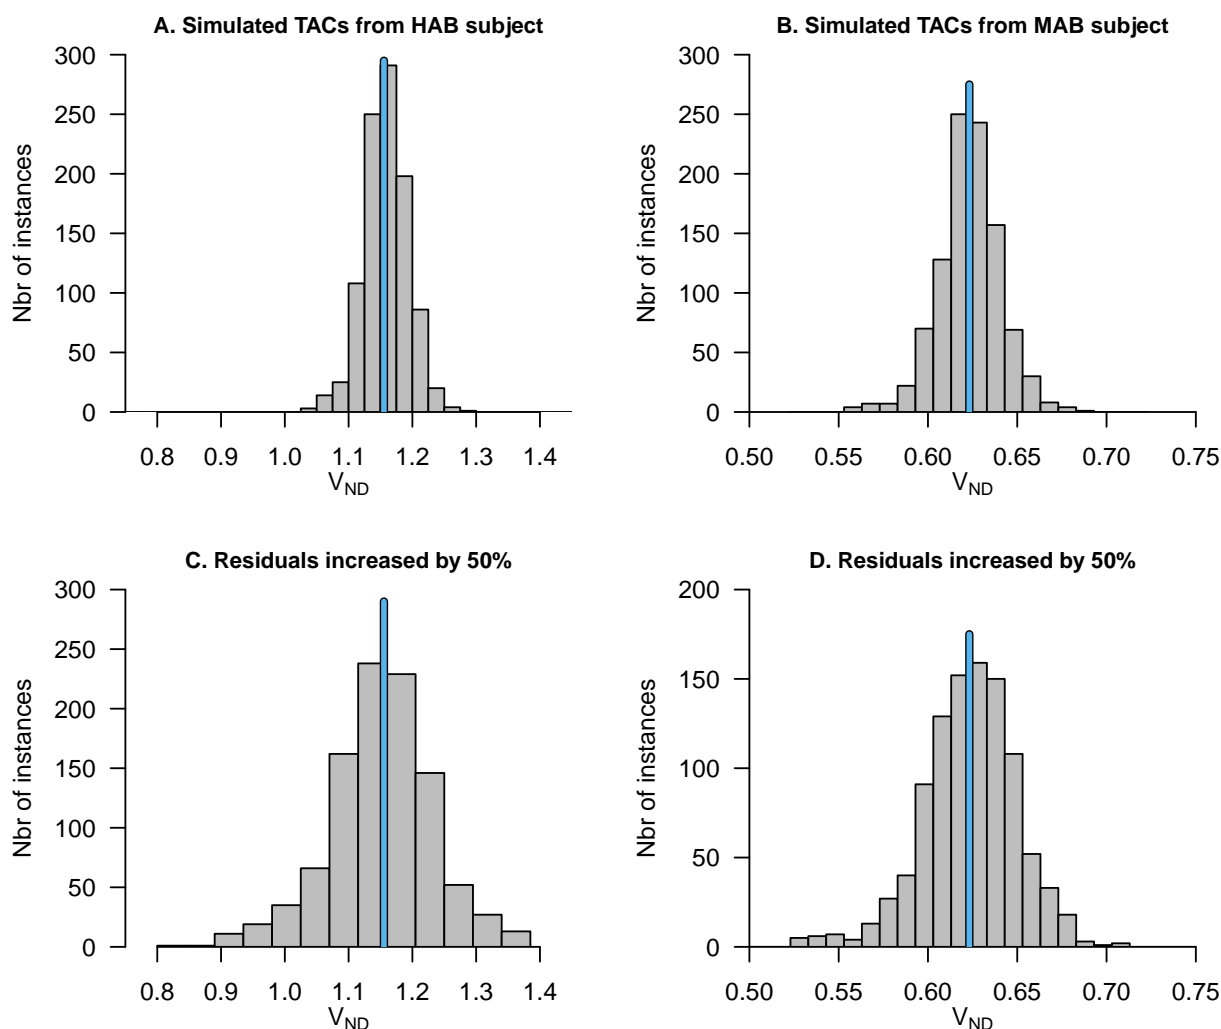 A. Simulated TACs from HAB subject
Nbr of instances
300
250
200
150
100
50
0
0.8 0.9 1.0 1.1 1.2 1.3 1.4
V_ND
B. Simulated TACs from MAB subject
Nbr of instances
300
250
200
150
100
50
0
0.50 0.55 0.60 0.65 0.70 0.75
V_ND
C. Residuals increased by 50%
Nbr of instances
300
250
200
150
100
50
0
0.8 0.9 1.0 1.1 1.2 1.3 1.4
V_ND
D. Residuals increased by 50%
Nbr of instances
200
150
100
50
0
0.50 0.55 0.60 0.65 0.70 0.75
V_ND